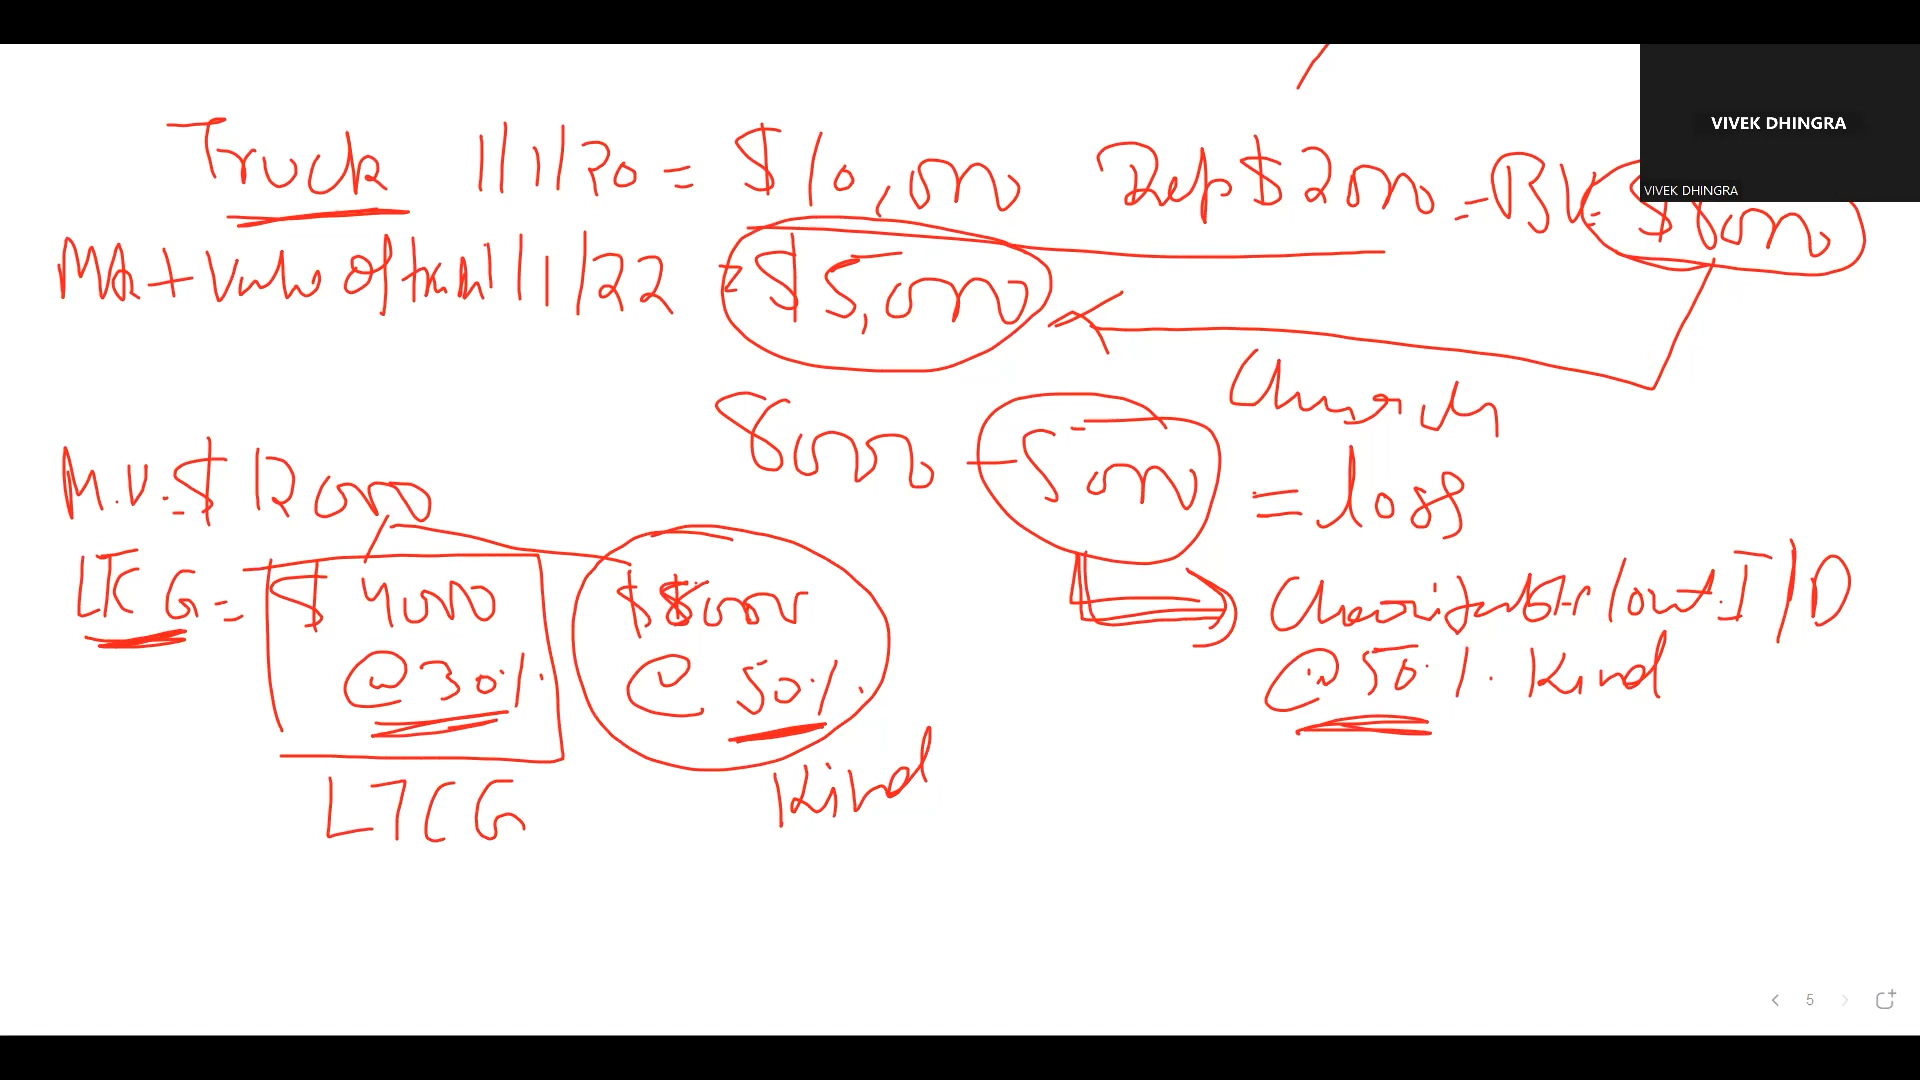 VIVEK DHINGRA
VIVEK DHINGRA
Truck 1/1/20 = $10,000 Dep $2000 = BV = $8000
Mkt Value of truck 1/1/22 = $5,000
Church
8000 - 5000 = loss
M.V. = $12000
LTCG = $4000 $8000
@30% @ 50%
LTCG Kind
Charitable Cont. I/D
@50% Kind
5